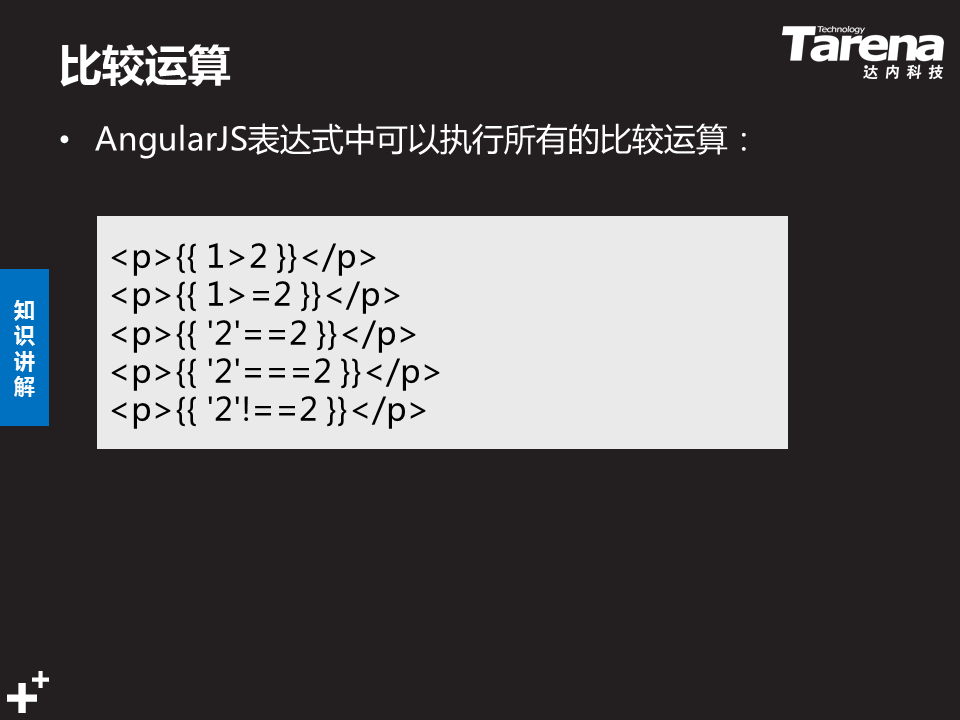 比较运算
Technology
Tarena
达内科技
• AngularJS表达式中可以执行所有的比较运算：
<p>{{ 1>2 }}</p>
<p>{{ 1>=2 }}</p>
<p>{{ '2'==2 }}</p>
<p>{{ '2'===2 }}</p>
<p>{{ '2'!==2 }}</p>
知
识
讲
解